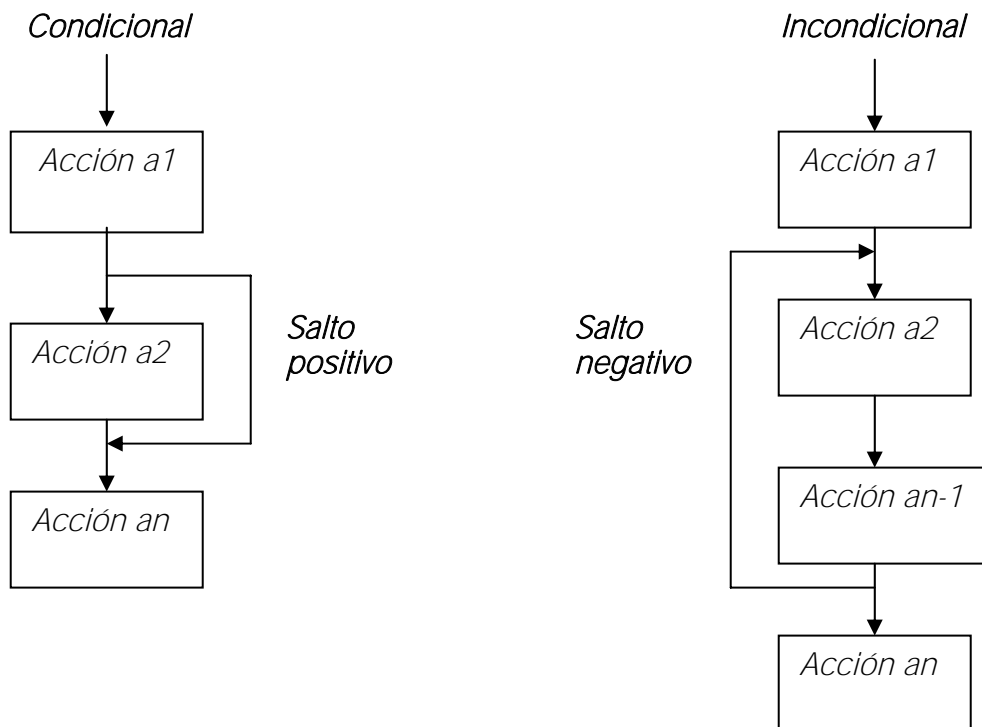 Condicional
Acción a1
Acción a2
Salto
positivo
Acción an
Incondicional
Acción a1
Salto
negativo
Acción a2
Acción an-1
Acción an